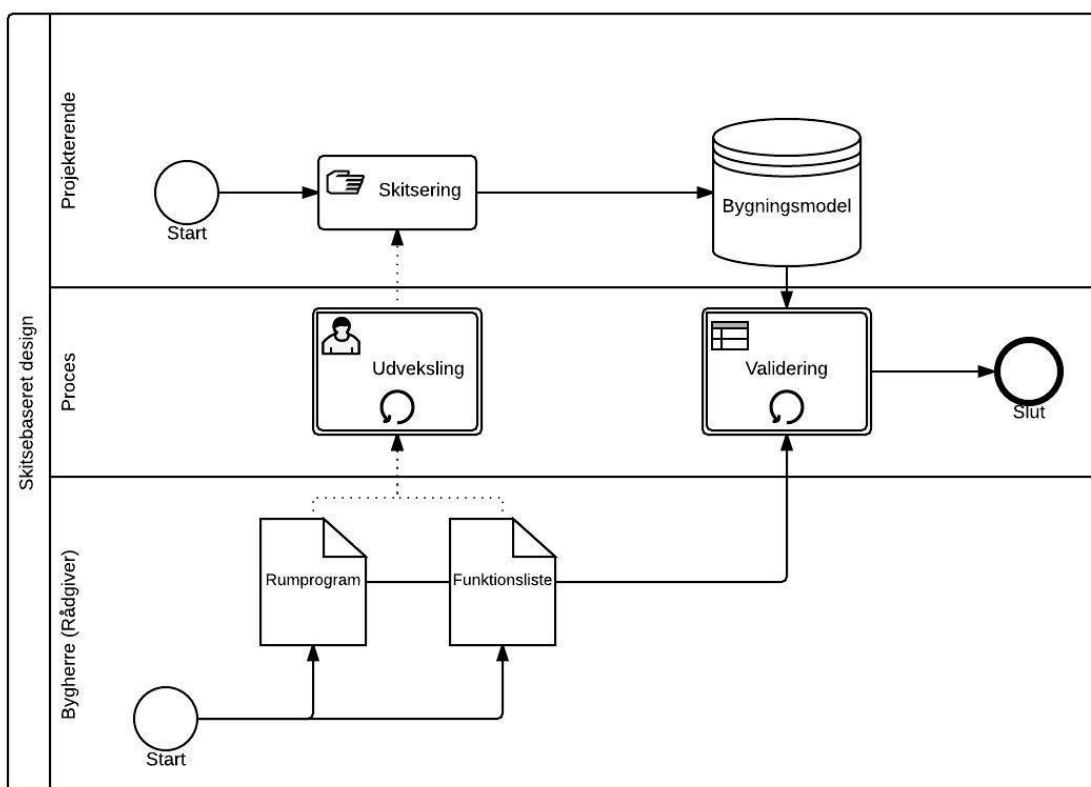 Skitsebaseret design
Projekterende
Start
Skitsering
Bygningsmodel
Proces
Udveksling
Validering
Slut
Bygherre (Rådgiver)
Rumprogram
Funktionsliste
Start